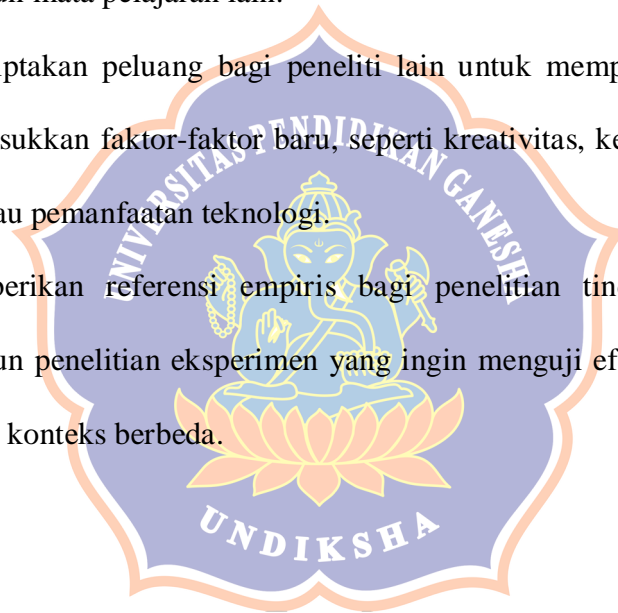 un mata pelajaran lain.
iptakan peluang bagi peneliti lain untuk memp
sukkan faktor-faktor baru, seperti kreativitas, ke
au pemanfaatan teknologi.
berikan referensi empiris bagi penelitian tin
un penelitian eksperimen yang ingin menguji ef
konteks berbeda.
UNIVERSITAS PENDIDIKAN GANESHA
UNDIKSHA